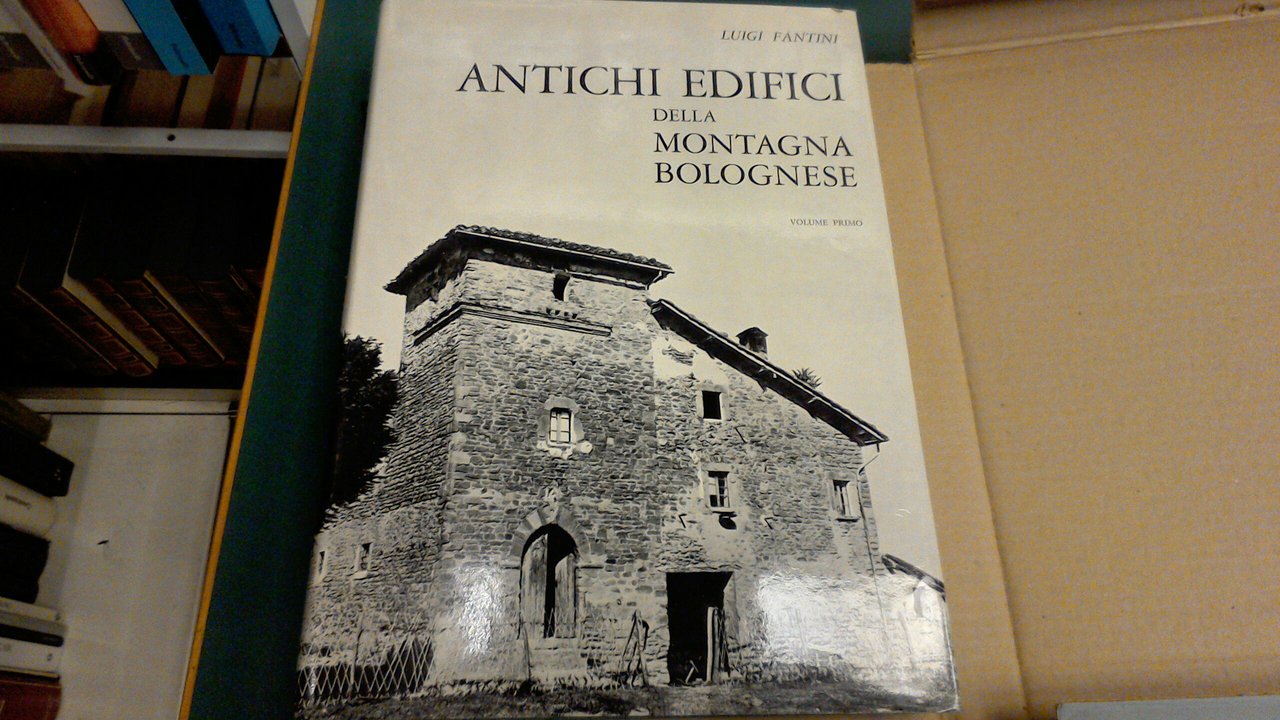 LUIGI FANTINI
ANTICHI EDIFICI
DELLA
MONTAGNA
BOLOGNESE
VOLUME PRIMO